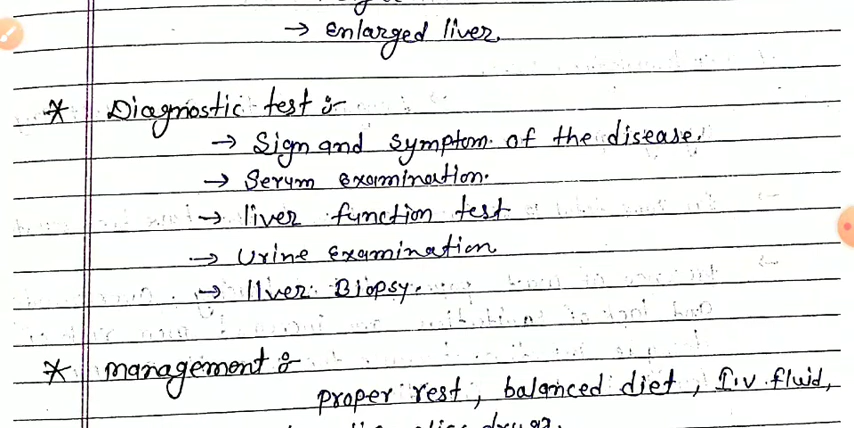 → enlarged liver.
* Diagnostic test :-
→ Sign and symptom of the disease.
→ Serum examination.
→ liver function test
→ Urine Examination
→ liver Biopsy.
* management :-
proper rest, balanced diet, I.v. fluid,